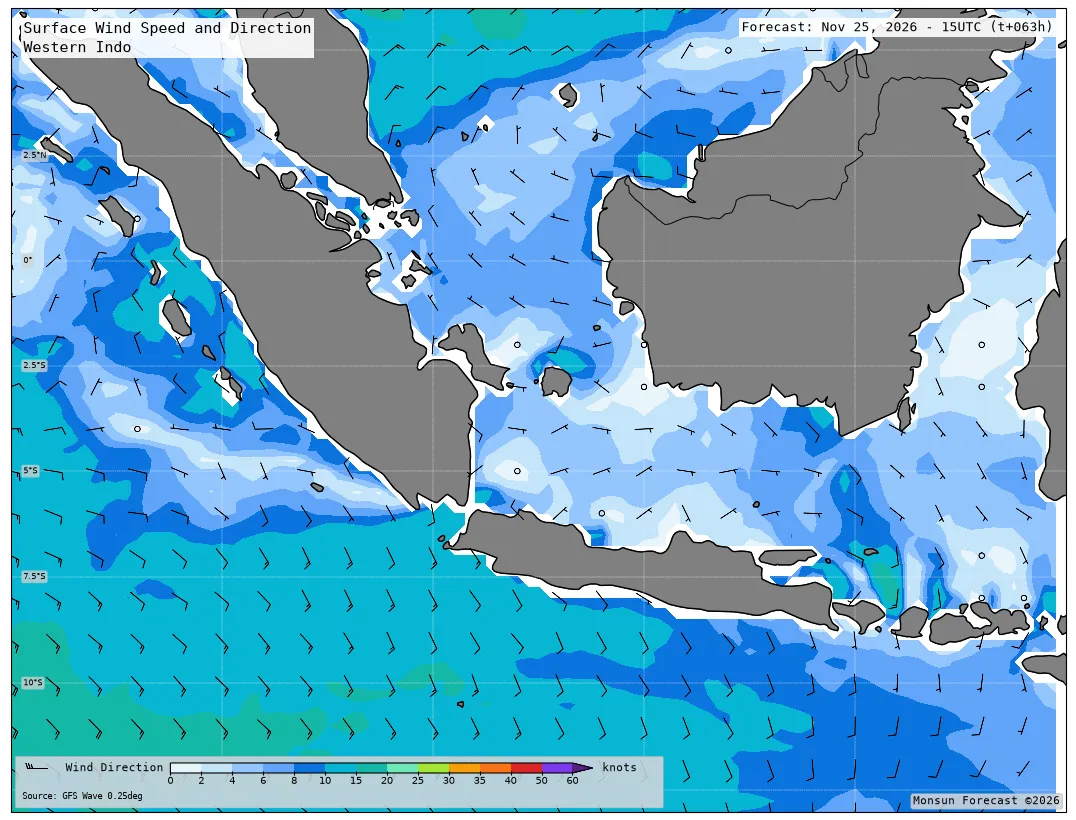 Surface Wind Speed and Direction
Western Indo
Forecast: Nov 25, 2026 - 15UTC (t+063h)
2.5°N
0°
2.5°S
5°S
7.5°S
10°S
Wind Direction
0 2 4 6 8 10 15 20 25 30 35 40 50 60
knots
Source: GFS Wave 0.25deg
Monsun Forecast ©2026